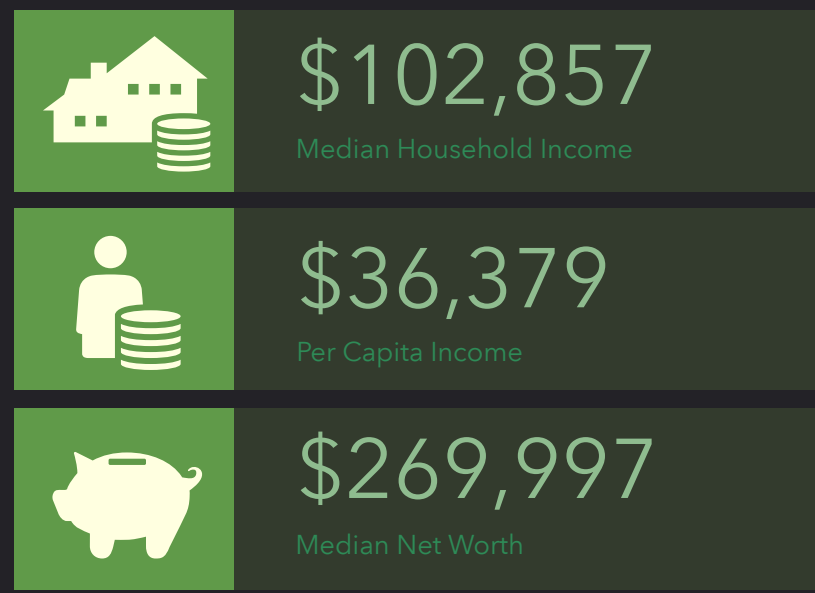 $102,857
Median Household Income
$36,379
Per Capita Income
$269,997
Median Net Worth